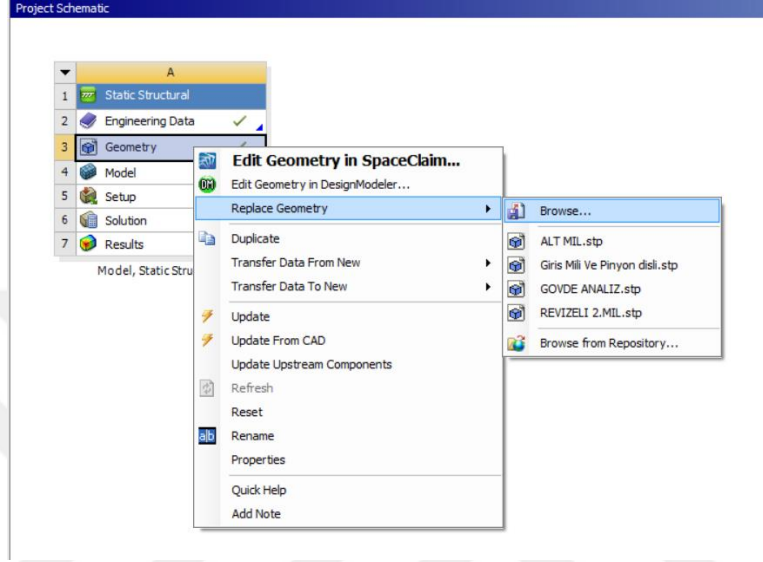 Project Schematic
A
1 Static Structural
2 Engineering Data
3 Geometry
4 Model
5 Setup
6 Solution
7 Results
Model, Static Stru
Edit Geometry in SpaceClaim...
DM Edit Geometry in DesignModeler...
Replace Geometry
Duplicate
Transfer Data From New
Transfer Data To New
Update
Update From CAD
Update Upstream Components
Refresh
Reset
a|b Rename
Properties
Quick Help
Add Note
Browse...
ALT MIL.stp
Giris Mili Ve Pinyon disli.stp
GOVDE ANALIZ.stp
REVIZELI 2.MIL.stp
Browse from Repository...